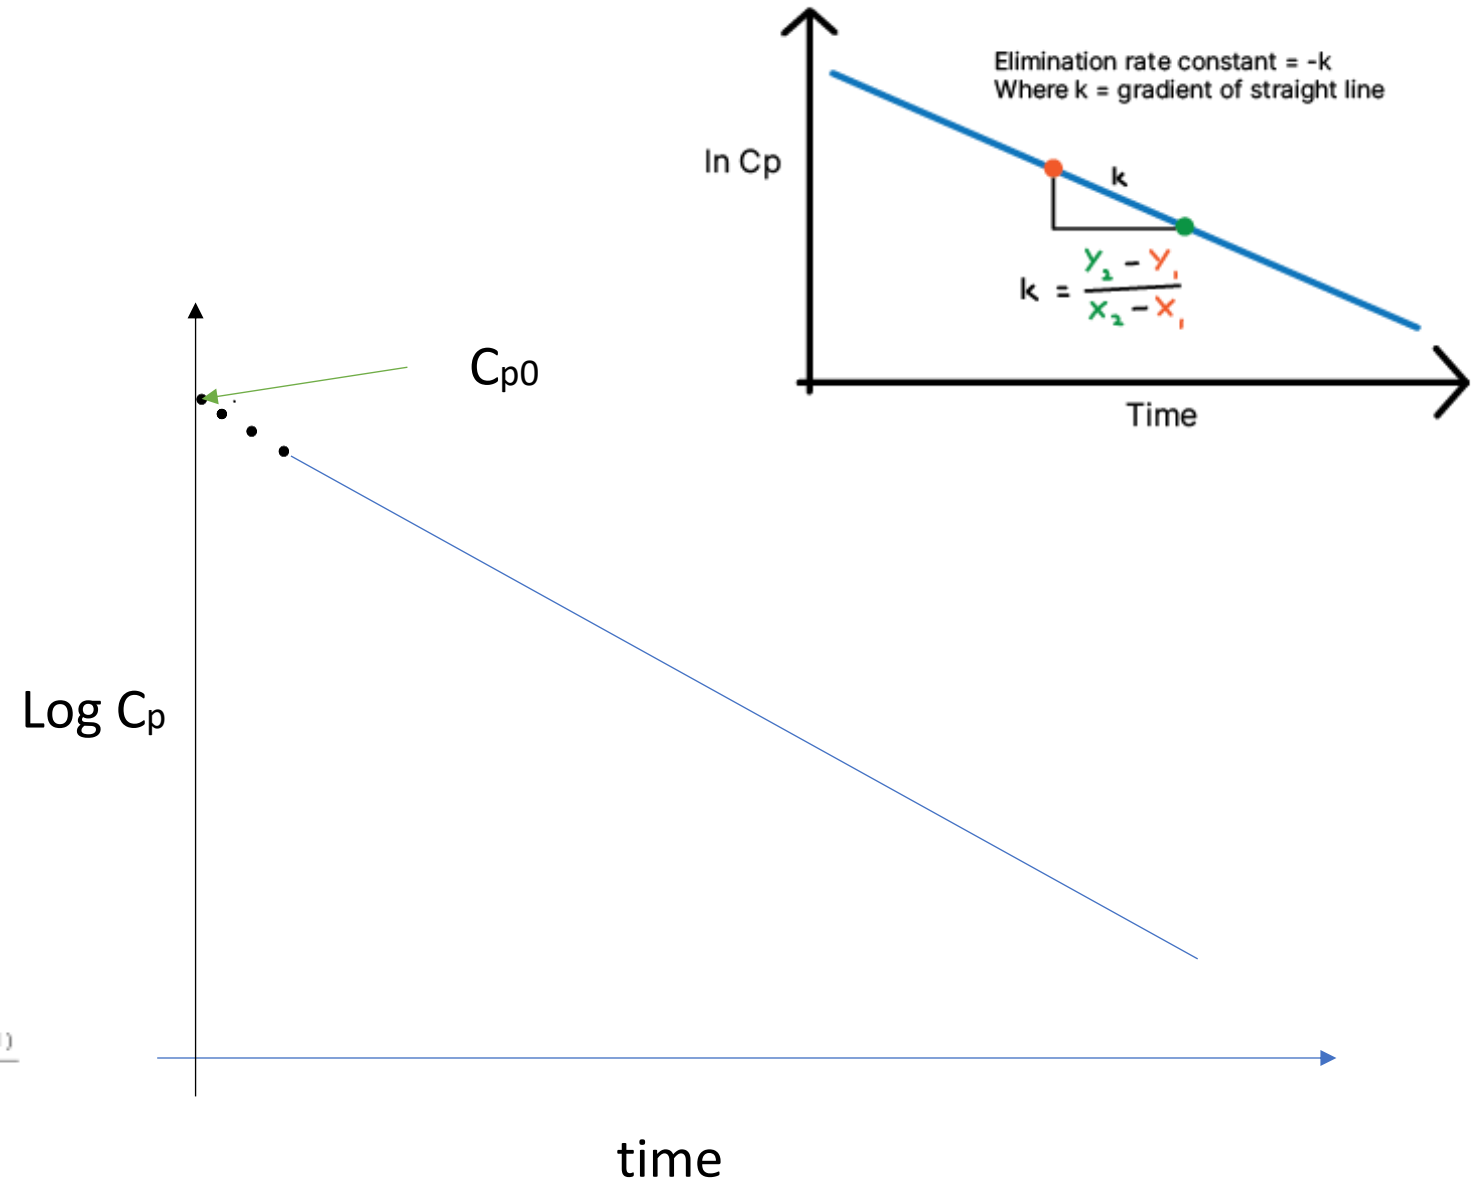 Elimination rate constant = -k
Where k = gradient of straight line
ln Cp
k
k = Y₂ - Y₁
X₂ - X₁
Time
Cp0
Log Cp
time